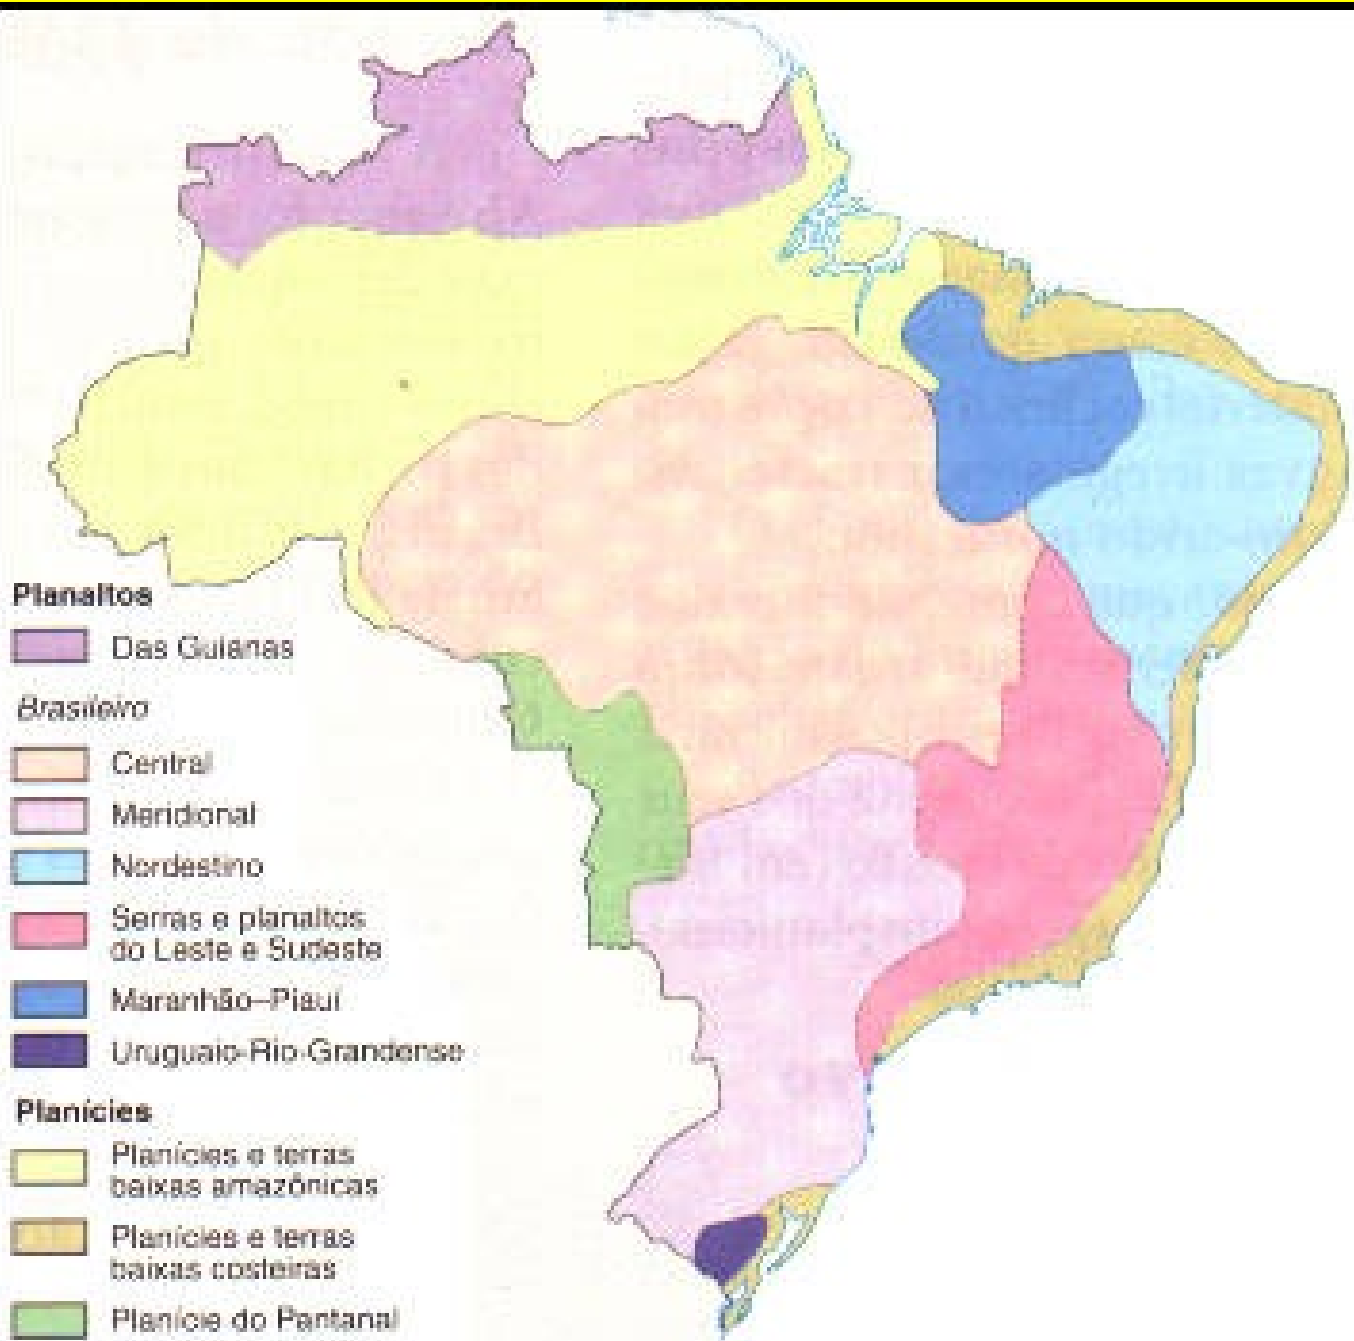 Planaltos
Das Guianas
Brasileiro
Central
Meridional
Nordestino
Serras e planaltos
do Leste e Sudeste
Maranhão–Piauí
Uruguaio-Rio-Grandense
Planícies
Planícies e terras
baixas amazônicas
Planícies e terras
baixas costeiras
Planície do Pantanal